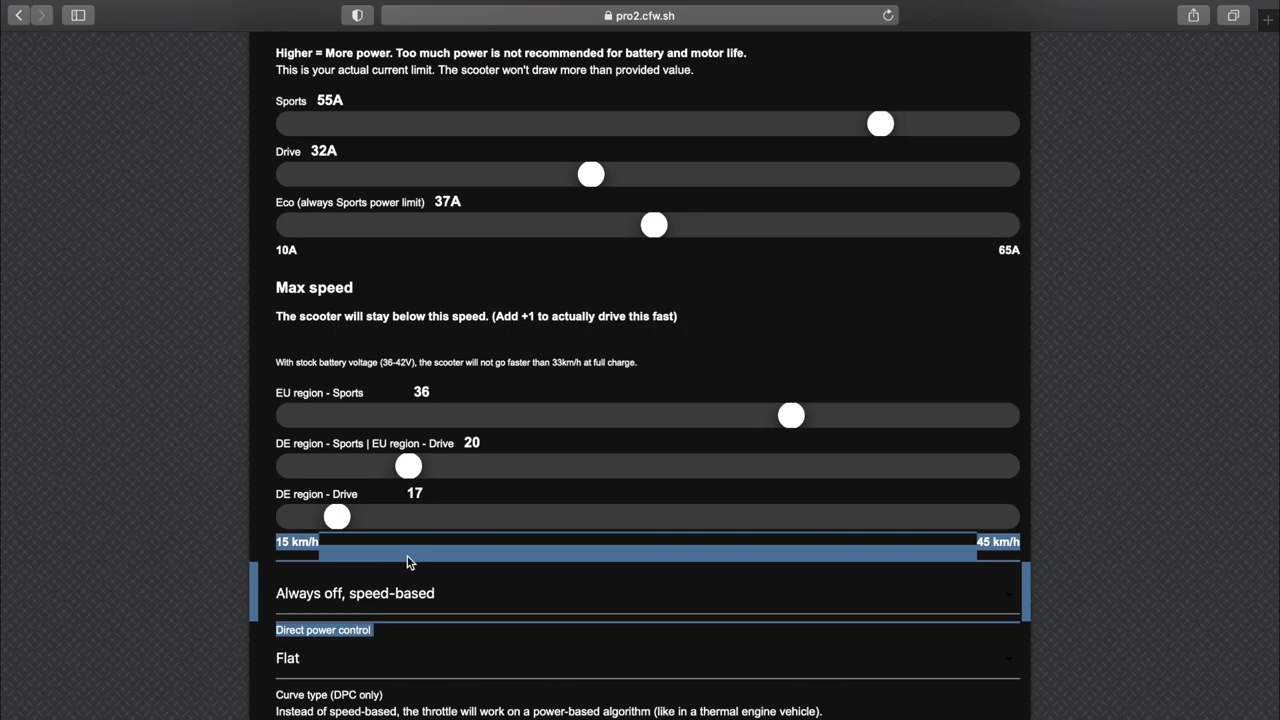 pro2.cfw.sh
Higher = More power. Too much power is not recommended for battery and motor life.
This is your actual current limit. The scooter won't draw more than provided value.
Sports 55A
Drive 32A
Eco (always Sports power limit) 37A
10A 65A
Max speed
The scooter will stay below this speed. (Add +1 to actually drive this fast)
With stock battery voltage (36-42V), the scooter will not go faster than 33km/h at full charge.
EU region - Sports 36
DE region - Sports | EU region - Drive 20
DE region - Drive 17
15 km/h 45 km/h
Always off, speed-based
Direct power control
Flat
Curve type (DPC only)
Instead of speed-based, the throttle will work on a power-based algorithm (like in a thermal engine vehicle).